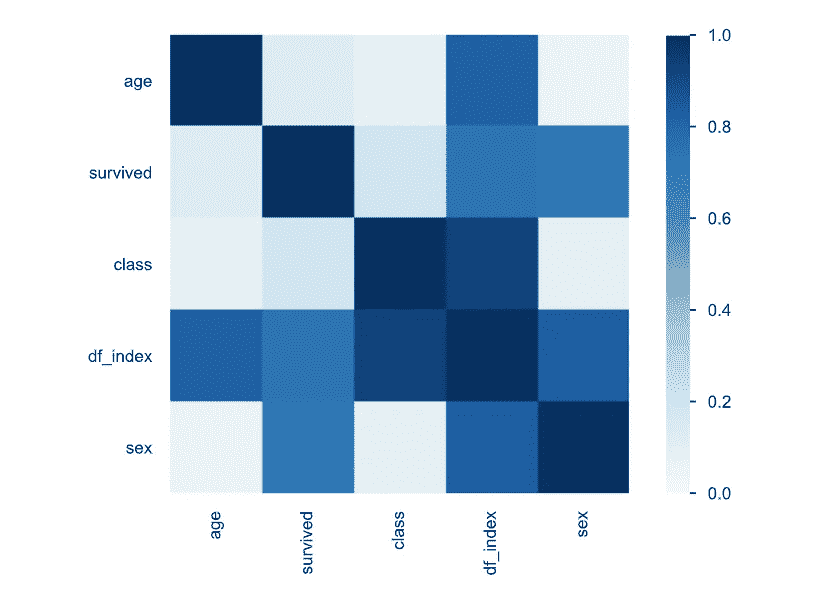 age
survived
class
df_index
sex
age
survived
class
df_index
sex
1.0
0.8
0.6
0.4
0.2
0.0